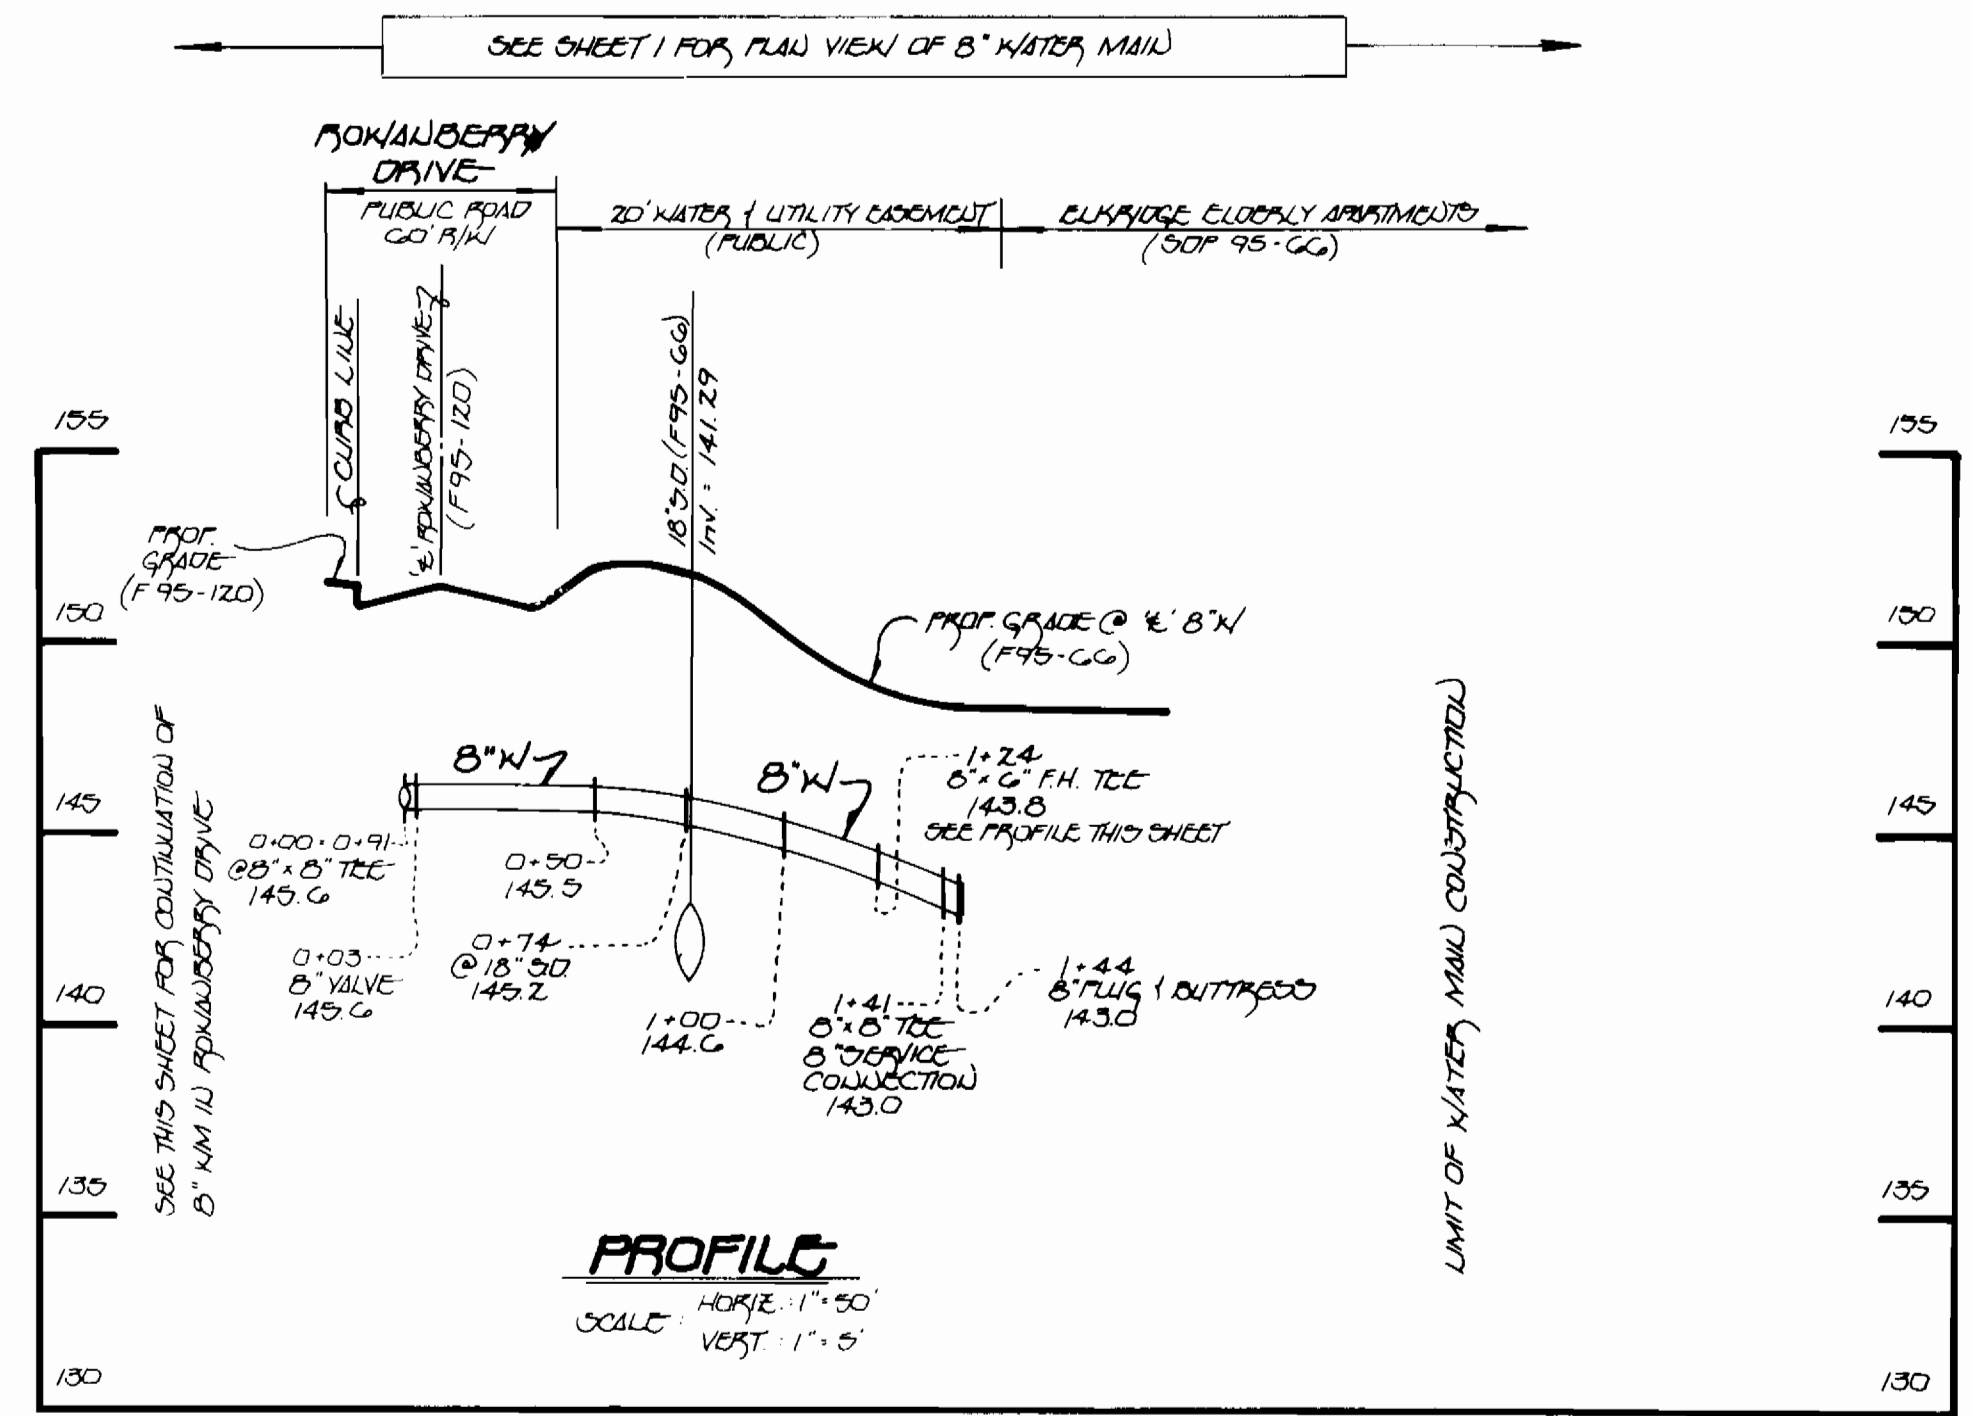 SEE SHEET 1 FOR PLAN VIEW OF 8" WATER MAIN
ROWANBERRY
DRIVE
PUBLIC ROAD
60' R/W
20' WATER & UTILITY EASEMENT
(PUBLIC)
ELKRIDGE ELDERLY APARTMENTS
(SDP 95-66)
℄ CURB LINE
℄ ROWANBERRY DRIVE
(F95-120)
18" S.D. (F95-66)
Inv. = 141.29
155
150
145
140
135
130
155
150
145
140
135
130
PROP.
GRADE
(F 95-120)
PROP. GRADE @ ℄ 8" W
(F95-66)
SEE THIS SHEET FOR CONTINUATION OF
8" WM IN ROWANBERRY DRIVE
8" W
8" W
0+00 = 0+91
@ 8" x 8" TEE
145.6
0+03
8" VALVE
145.6
0+50
145.5
0+74
@ 18" S.D.
145.2
1+00
144.6
1+24
8" x 6" F.H. TEE
143.8
SEE PROFILE THIS SHEET
1+41
8" x 8" TEE
8" SERVICE
CONNECTION
143.0
1+44
8" PLUG & BUTTRESS
143.0
LIMIT OF WATER MAIN CONSTRUCTION
PROFILE
SCALE: HORIZ.: 1" = 50'
VERT.: 1" = 5'